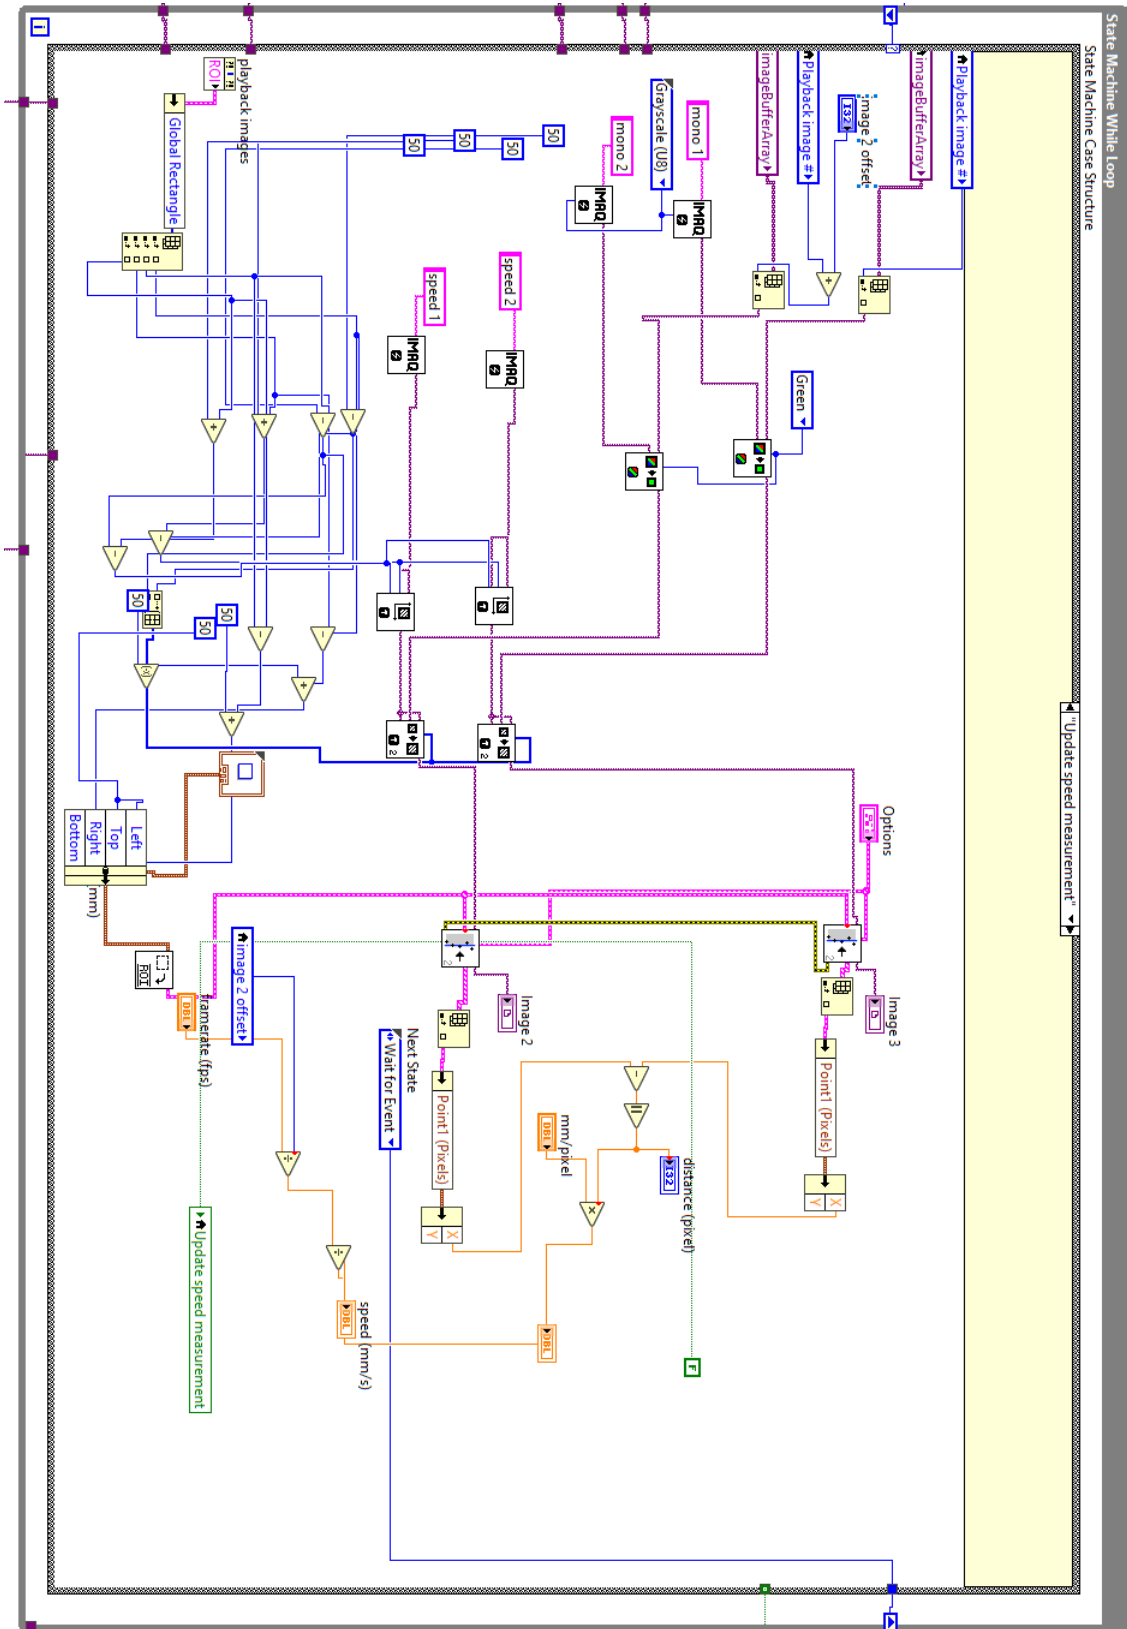 State Machine While Loop
State Machine Case Structure
"Update speed measurement"
Playback image #
imageBufferArray
image 2 offset
I32
Playback image #
imageBufferArray
Green
mono 1
Grayscale (U8)
mono 2
IMAQ
IMAQ
speed 2
IMAQ
speed 1
IMAQ
50
50
50
50
playback images
ROI
Global Rectangle
50
50
50
2
2
Left
Top
Right
Bottom
mm)
ROI
Options
2
2
Image 3
Image 2
Point1 (Pixels)
X
Y
Point1 (Pixels)
X
Y
distance (pixel)
I32
mm/pixel
DBL
DBL
Next State
Wait for Event
image 2 offset
framerate (fps)
DBL
speed (mm/s)
DBL
Update speed measurement
F
i